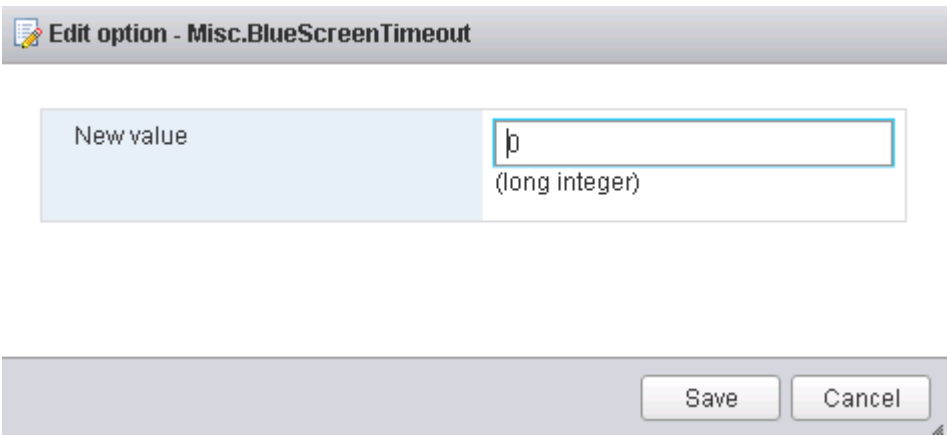 Edit option - Misc.BlueScreenTimeout
New value
0
(long integer)
Save
Cancel